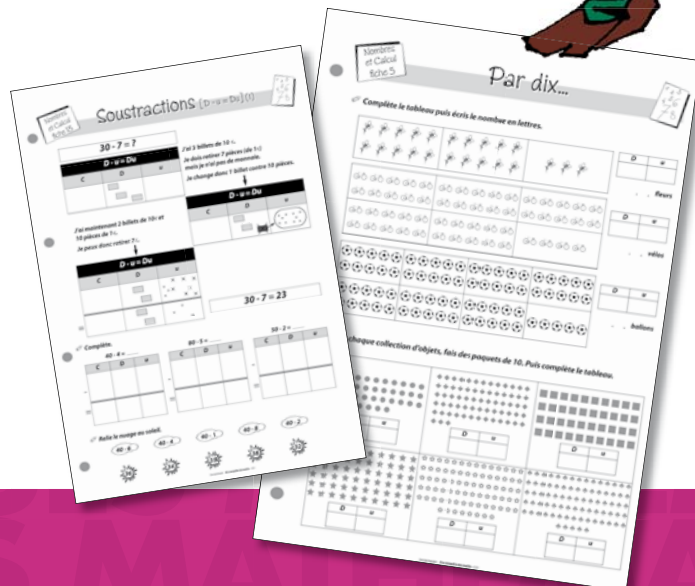 Nombres
et Calcul
fiche 15
Soustractions (D - u = Du) (1)
30 - 7 = ?
D - u = Du
C D u
J'ai 3 billets de 10 €.
Je dois retirer 7 pièces (de 1€)
mais je n'ai pas de monnaie.
Je change donc 1 billet contre 10 pièces.
D - u = Du
C D u
J'ai maintenant 2 billets de 10€ et
10 pièces de 1€.
Je peux donc retirer 7€.
D - u = Du
C D u
30 - 7 = 23
Complète.
40 - 4 =
80 - 5 =
50 - 2 =
C D u
C D u
C D u
Relie le nuage au soleil.
40 - 6
40 - 4
40 - 1
40 - 8
40 - 2
Nombres
et Calcul
fiche 5
Par dix...
Complète le tableau puis écris le nombre en lettres.
D u
fleurs
D u
vélos
D u
ballons
chaque collection d'objets, fais des paquets de 10. Puis complète le tableau.
D u
D u
D u
D u
D u
D u